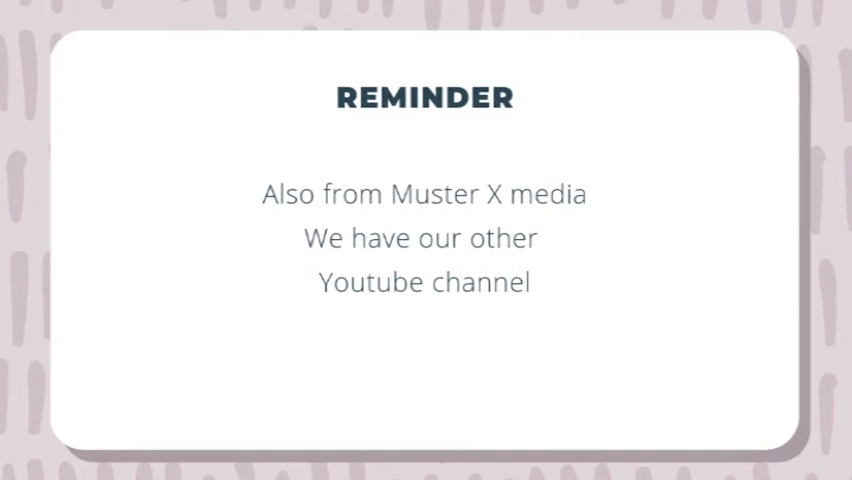 REMINDER
Also from Muster X media
We have our other
Youtube channel